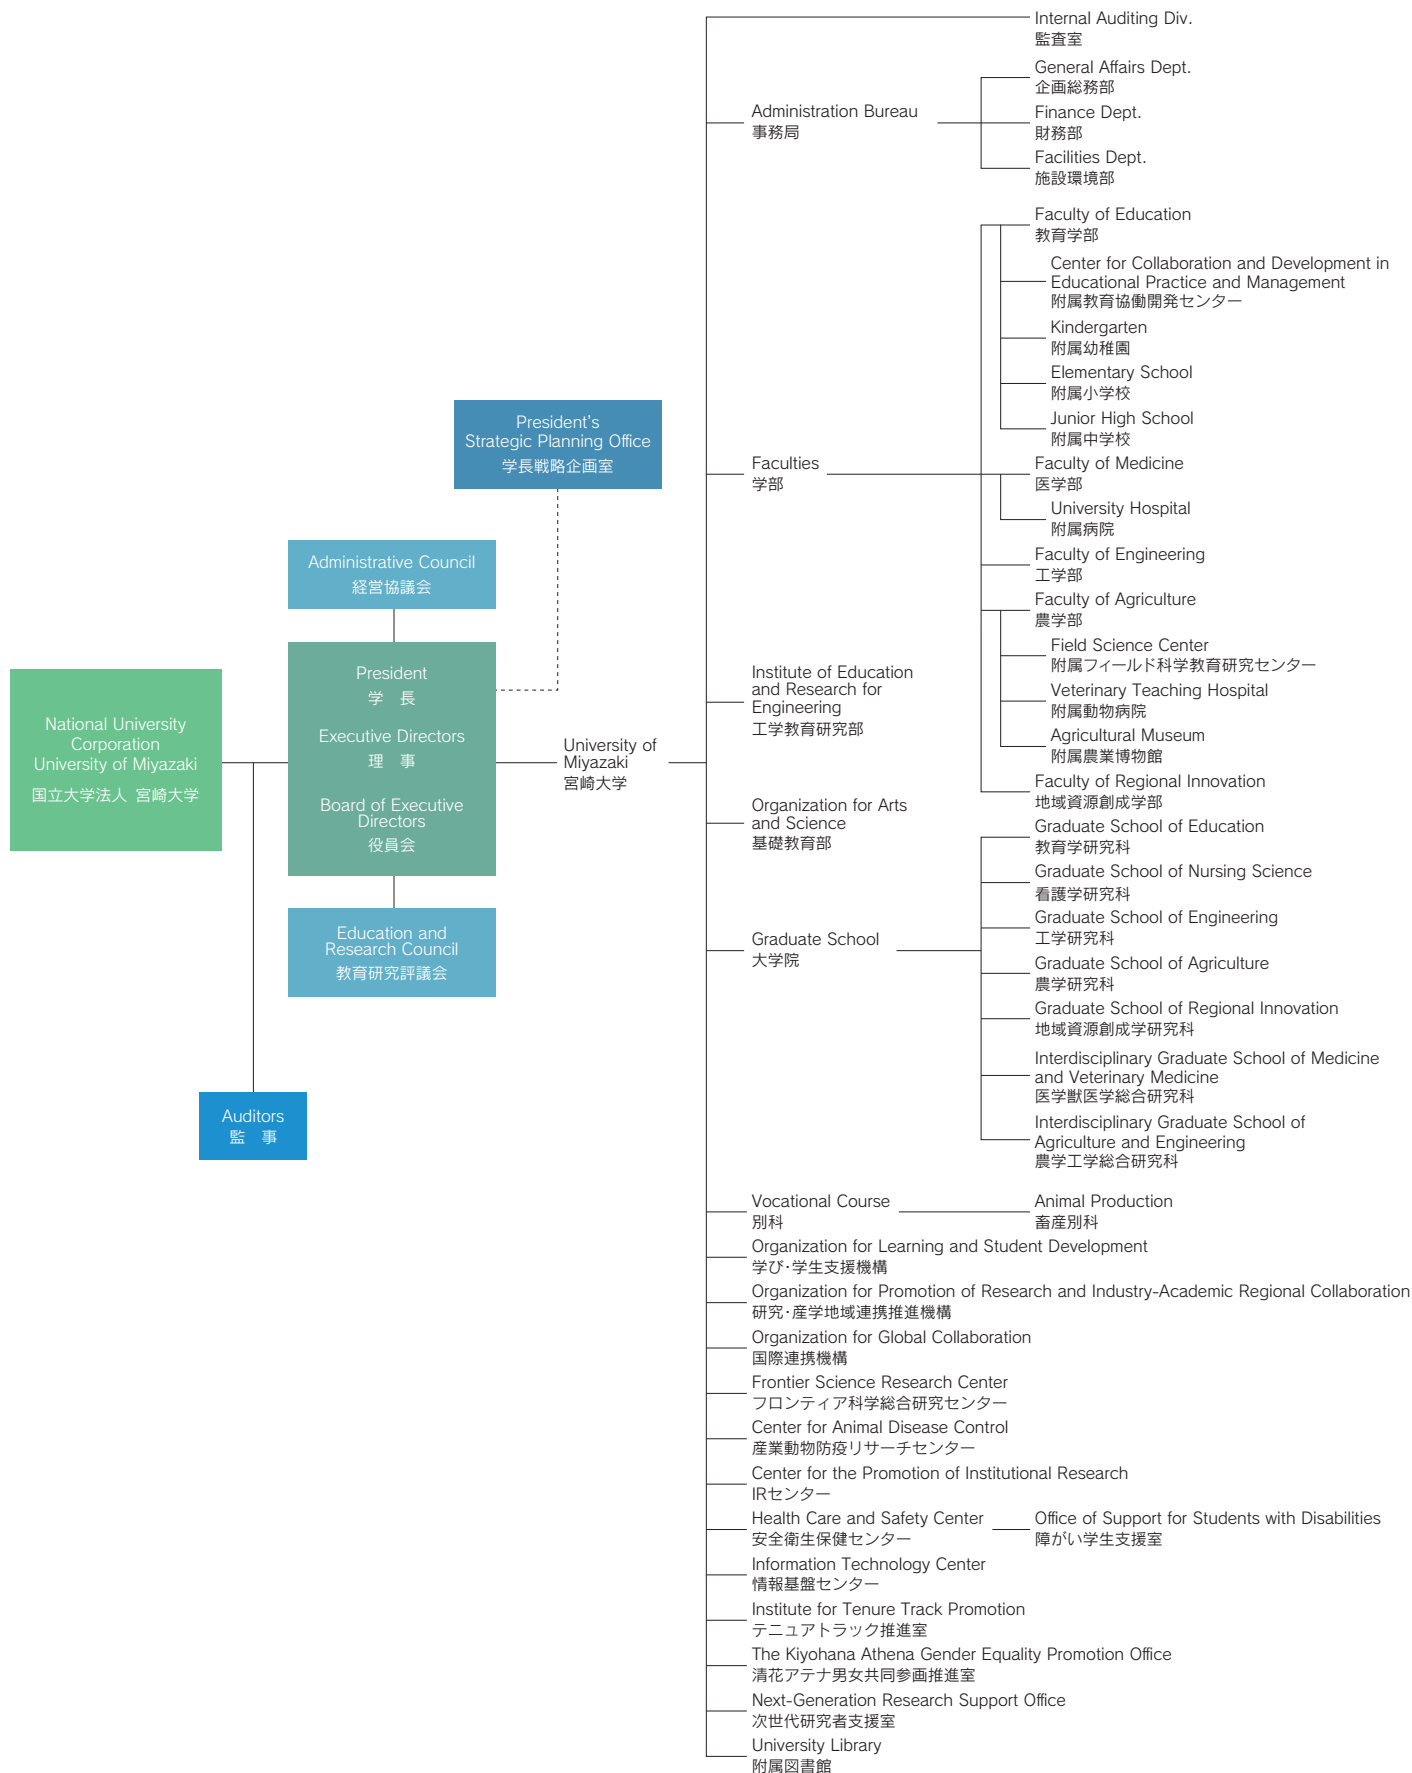 National University
Corporation
University of Miyazaki
国立大学法人 宮崎大学
President's
Strategic Planning Office
学長戦略企画室
Administrative Council
経営協議会
President
学　長
Executive Directors
理　事
Board of Executive
Directors
役員会
Education and
Research Council
教育研究評議会
Auditors
監　事
University of
Miyazaki
宮崎大学
Internal Auditing Div.
監査室
Administration Bureau
事務局
General Affairs Dept.
企画総務部
Finance Dept.
財務部
Facilities Dept.
施設環境部
Faculties
学部
Faculty of Education
教育学部
Center for Collaboration and Development in
Educational Practice and Management
附属教育協働開発センター
Kindergarten
附属幼稚園
Elementary School
附属小学校
Junior High School
附属中学校
Faculty of Medicine
医学部
University Hospital
附属病院
Faculty of Engineering
工学部
Faculty of Agriculture
農学部
Field Science Center
附属フィールド科学教育研究センター
Veterinary Teaching Hospital
附属動物病院
Agricultural Museum
附属農業博物館
Faculty of Regional Innovation
地域資源創成学部
Institute of Education
and Research for
Engineering
工学教育研究部
Organization for Arts
and Science
基礎教育部
Graduate School
大学院
Graduate School of Education
教育学研究科
Graduate School of Nursing Science
看護学研究科
Graduate School of Engineering
工学研究科
Graduate School of Agriculture
農学研究科
Graduate School of Regional Innovation
地域資源創成学研究科
Interdisciplinary Graduate School of Medicine
and Veterinary Medicine
医学獣医学総合研究科
Interdisciplinary Graduate School of
Agriculture and Engineering
農学工学総合研究科
Vocational Course
別科
Animal Production
畜産別科
Organization for Learning and Student Development
学び・学生支援機構
Organization for Promotion of Research and Industry-Academic Regional Collaboration
研究・産学地域連携推進機構
Organization for Global Collaboration
国際連携機構
Frontier Science Research Center
フロンティア科学総合研究センター
Center for Animal Disease Control
産業動物防疫リサーチセンター
Center for the Promotion of Institutional Research
IRセンター
Health Care and Safety Center
安全衛生保健センター
Office of Support for Students with Disabilities
障がい学生支援室
Information Technology Center
情報基盤センター
Institute for Tenure Track Promotion
テニュアトラック推進室
The Kiyohana Athena Gender Equality Promotion Office
清花アテナ男女共同参画推進室
Next-Generation Research Support Office
次世代研究者支援室
University Library
附属図書館